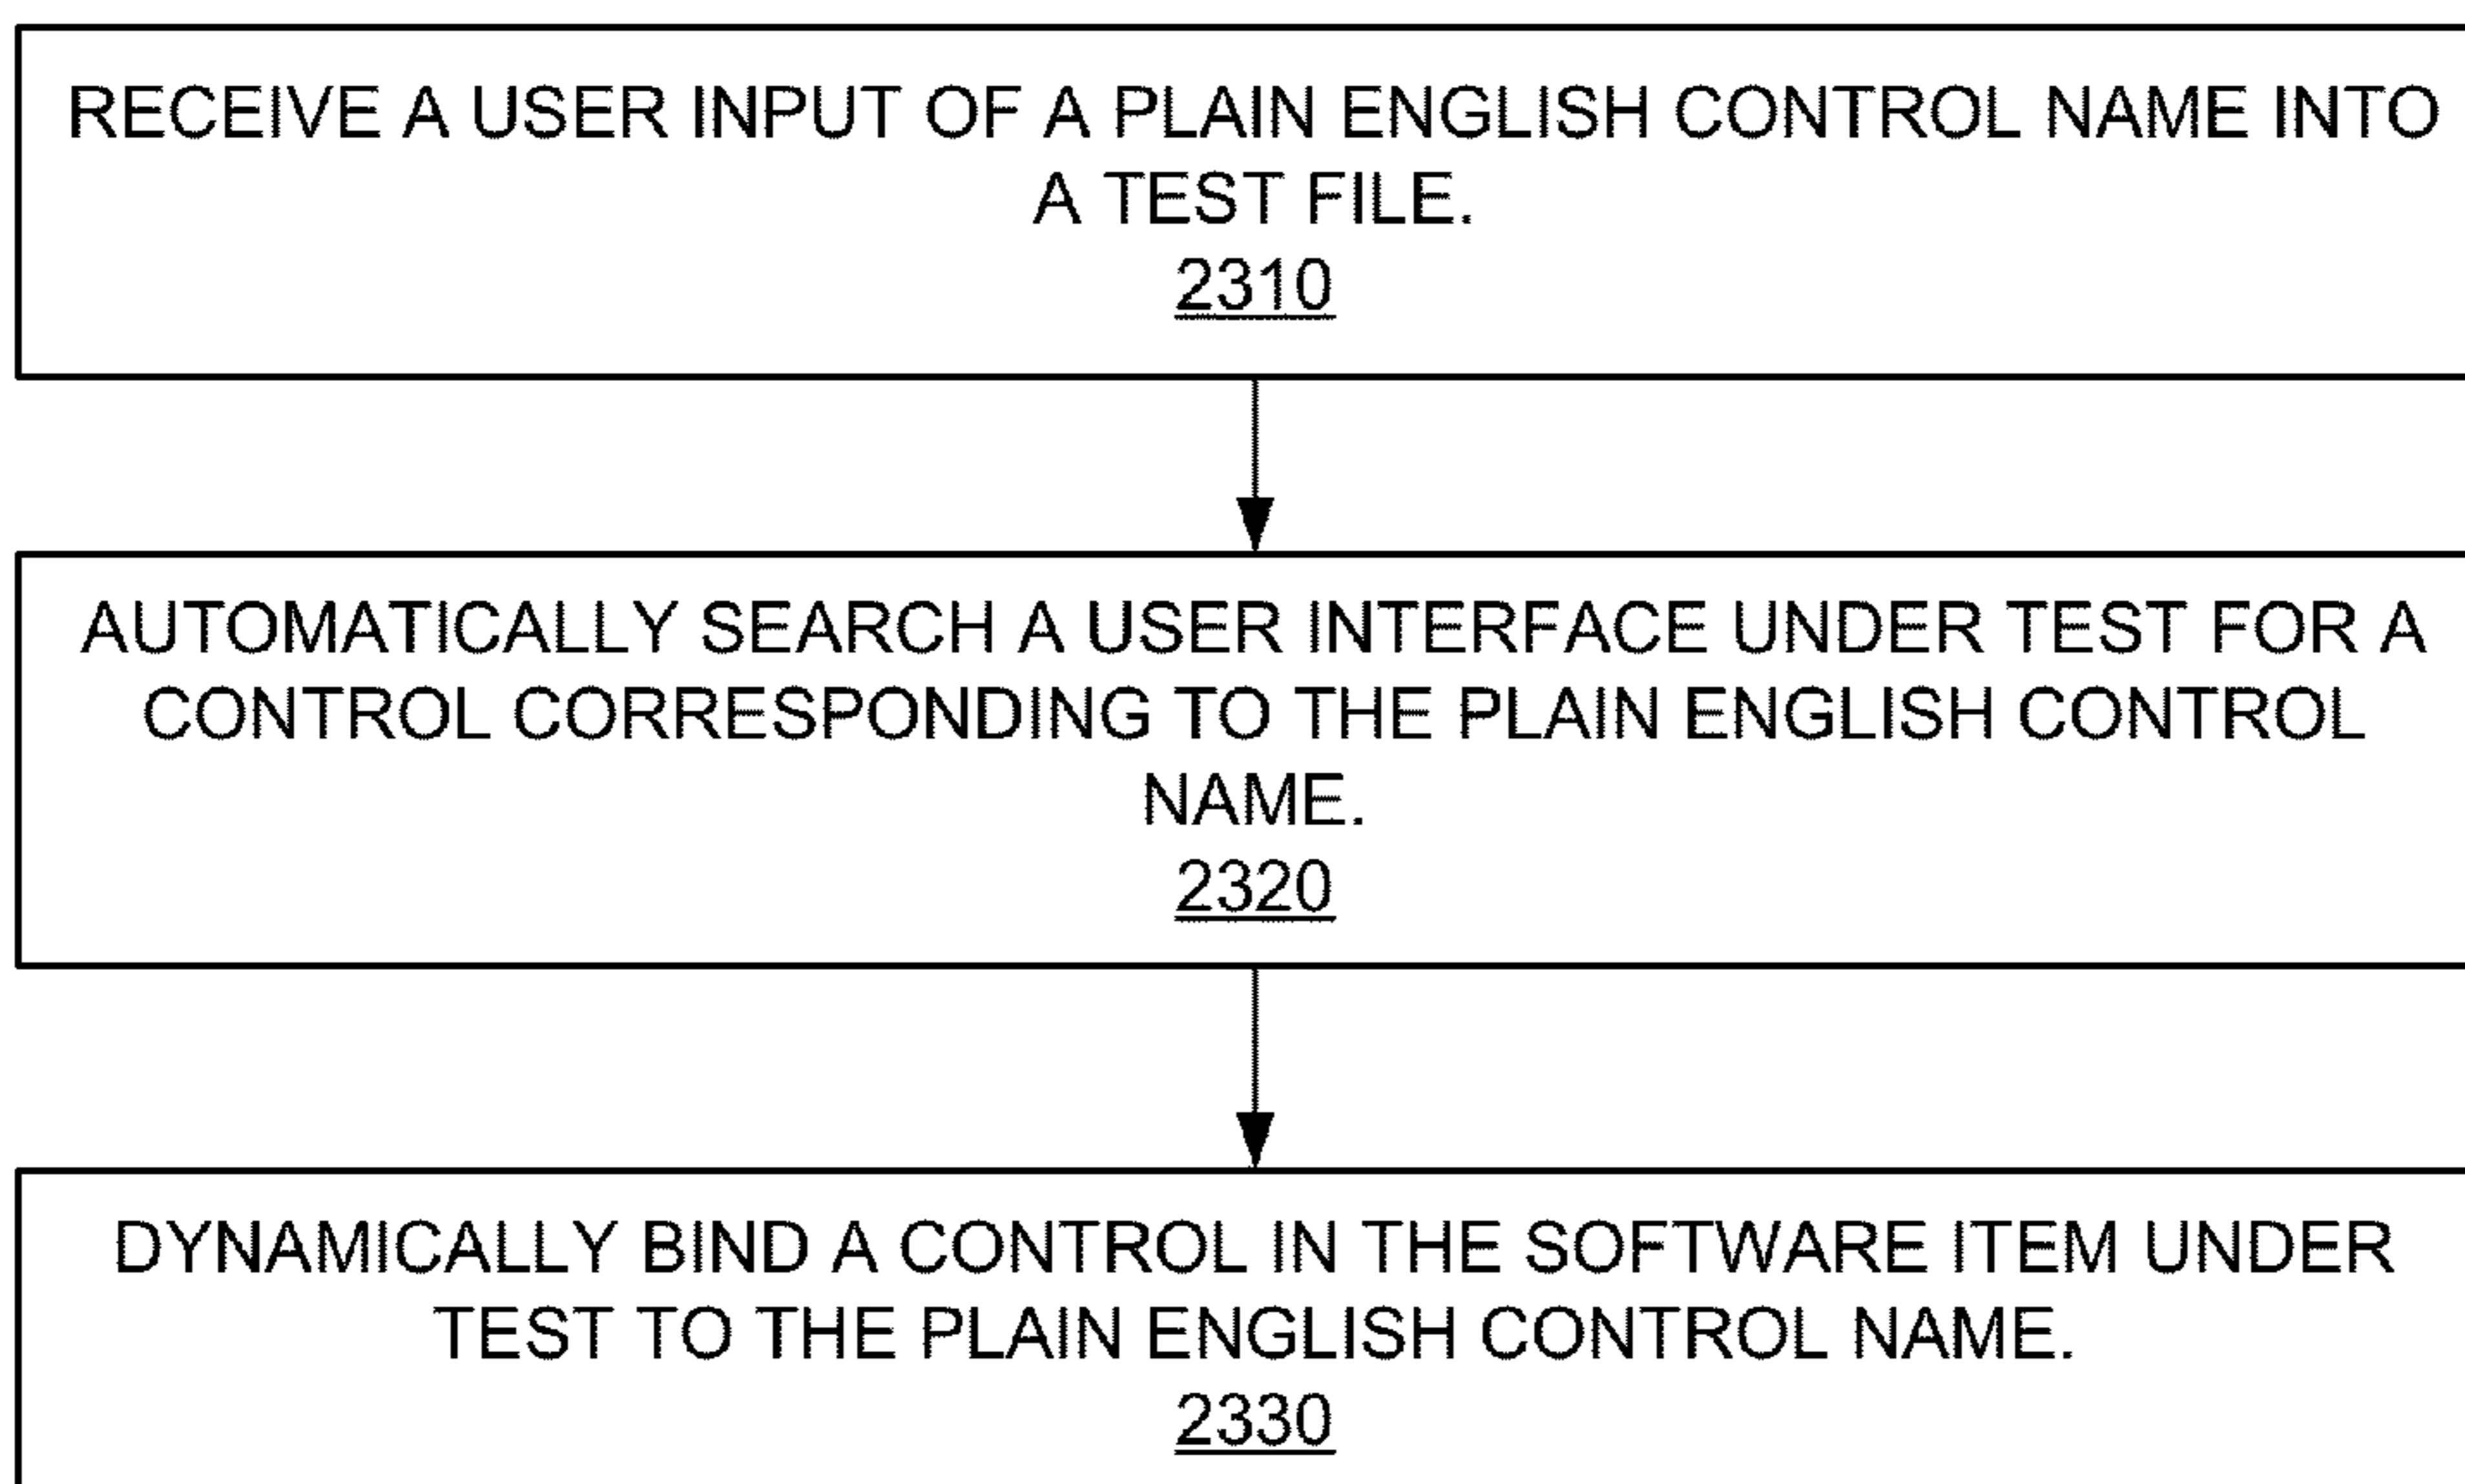 RECEIVE A USER INPUT OF A PLAIN ENGLISH CONTROL NAME INTO
A TEST FILE.
2310
AUTOMATICALLY SEARCH A USER INTERFACE UNDER TEST FOR A
CONTROL CORRESPONDING TO THE PLAIN ENGLISH CONTROL
NAME.
2320
DYNAMICALLY BIND A CONTROL IN THE SOFTWARE ITEM UNDER
TEST TO THE PLAIN ENGLISH CONTROL NAME.
2330